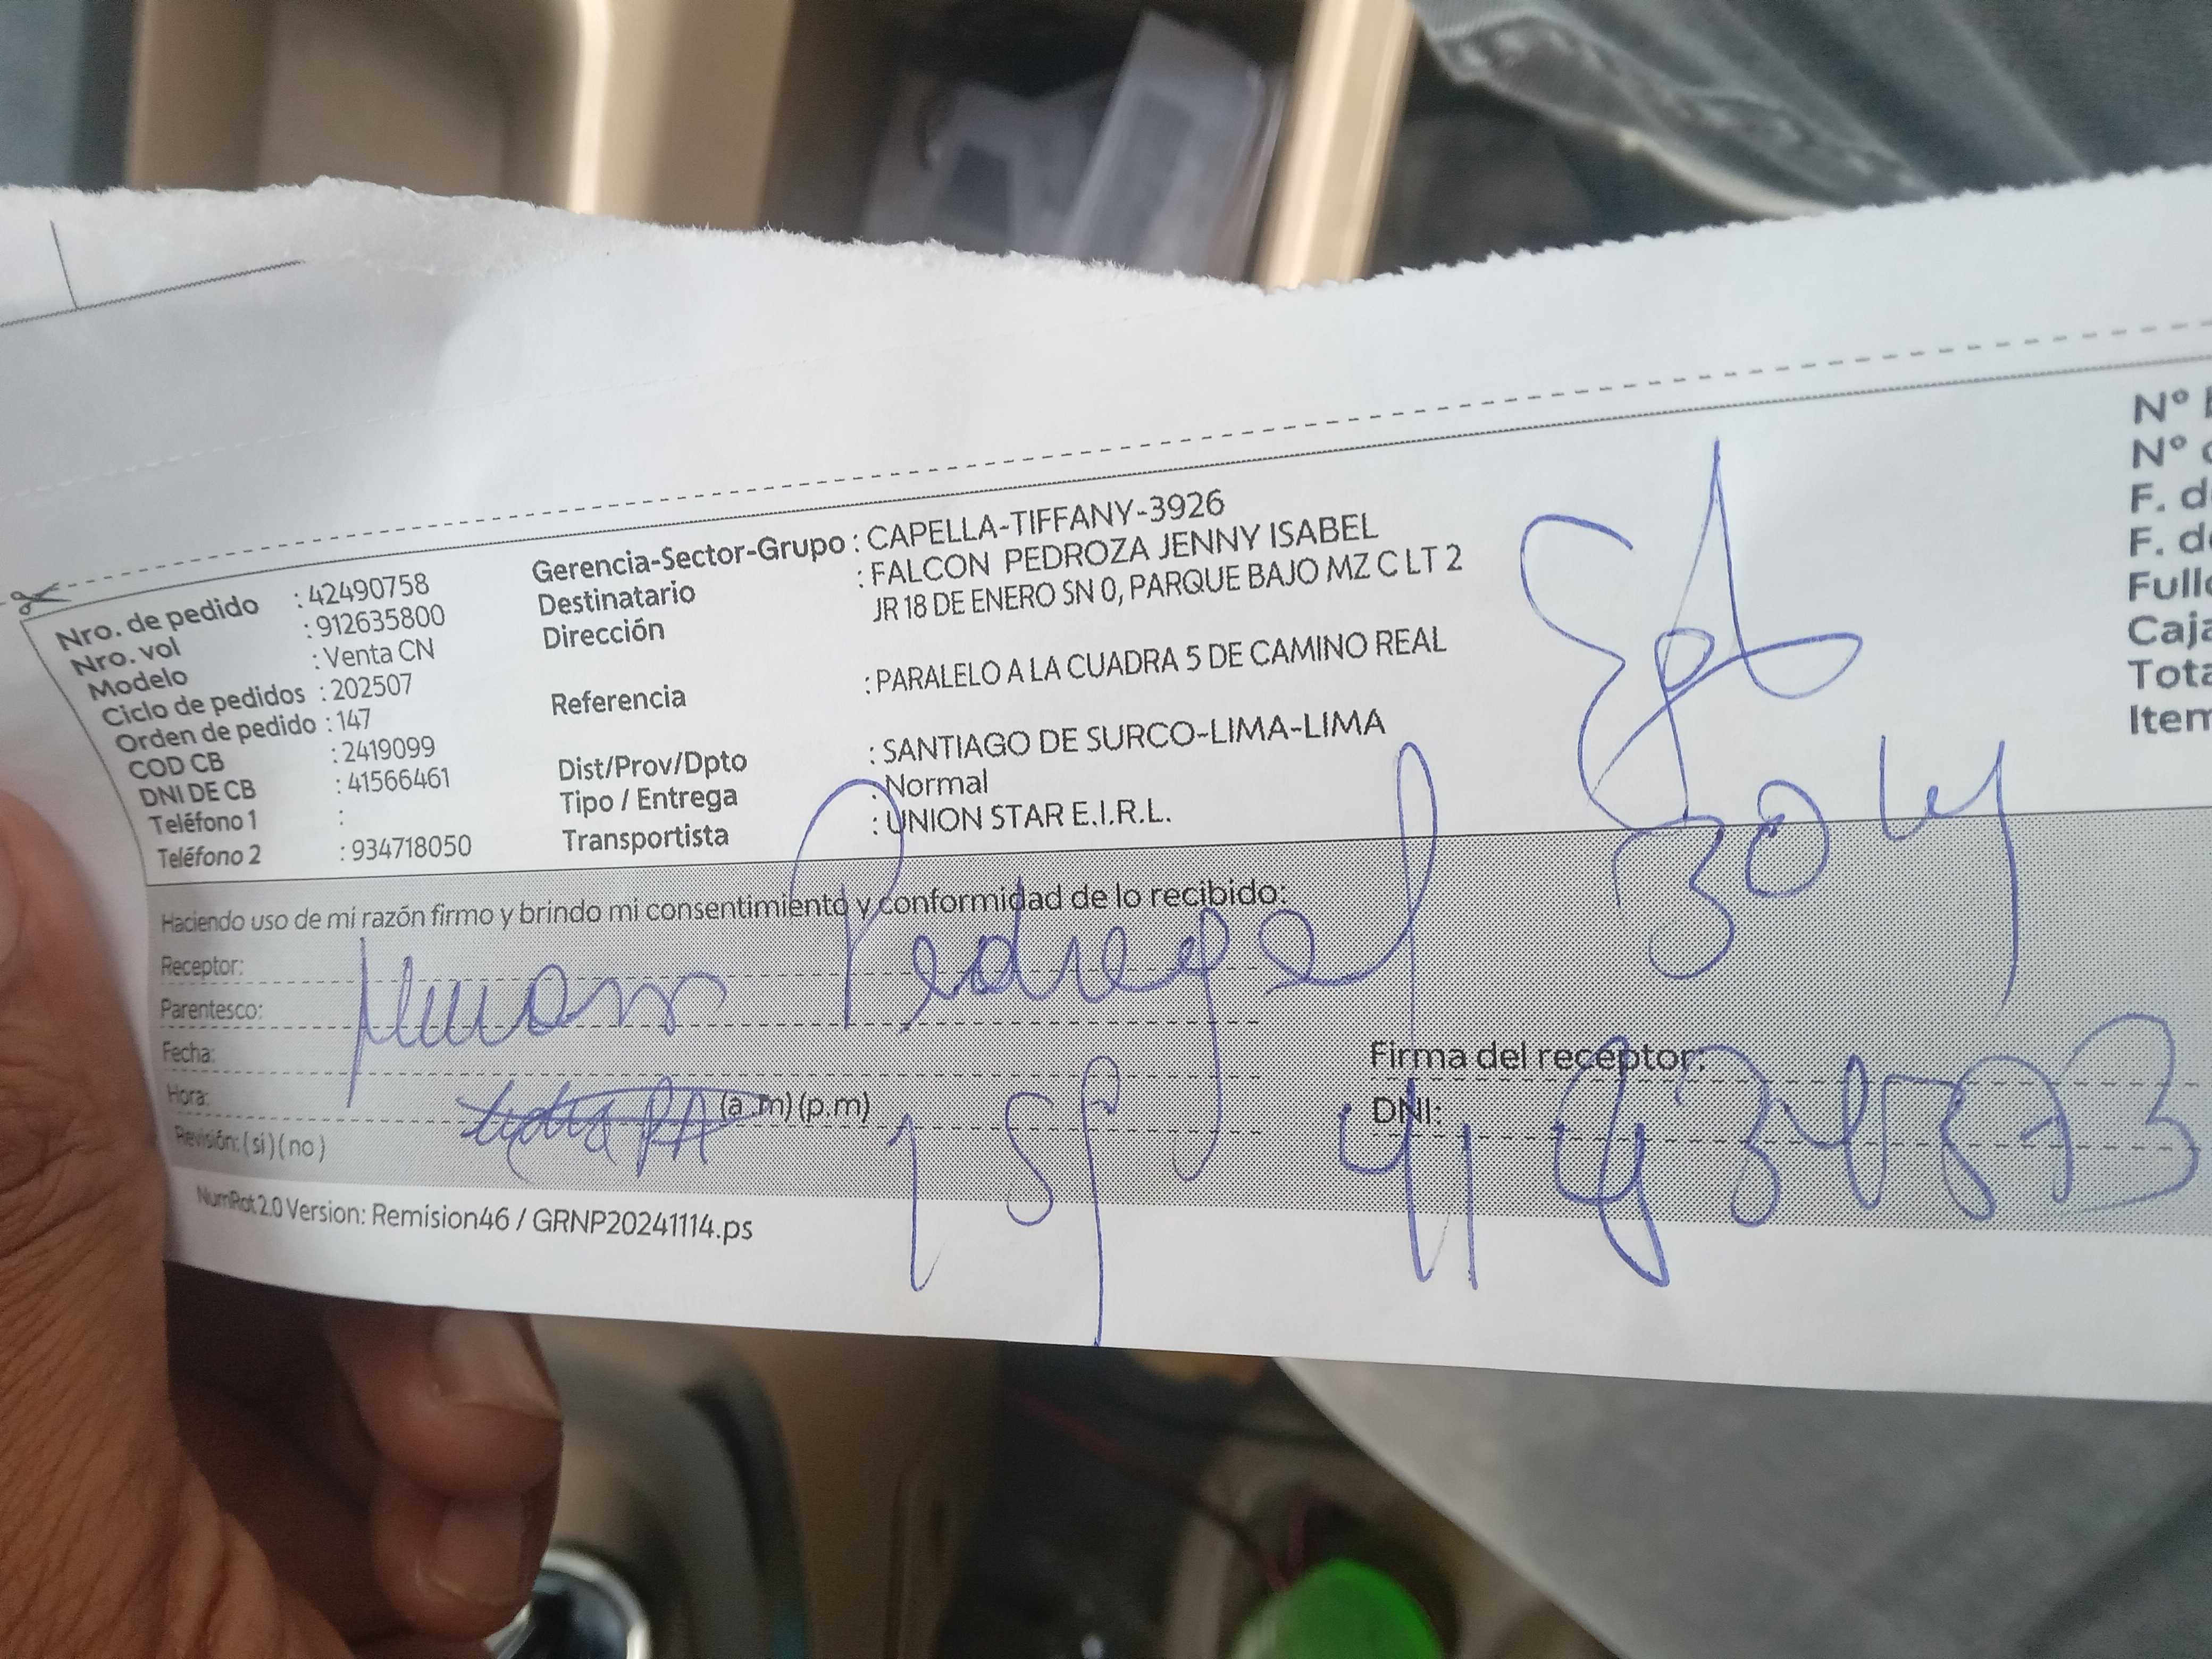 Nro. de pedido : 42490758
Nro. vol : 912635800
Modelo : Venta CN
Ciclo de pedidos : 202507
Orden de pedido : 147
COD CB : 2419099
DNI DE CB : 41566461
Teléfono 1 :
Teléfono 2 : 934718050
Gerencia-Sector-Grupo : CAPELLA-TIFFANY-3926
Destinatario : FALCON PEDROZA JENNY ISABEL
Dirección JR 18 DE ENERO SN 0, PARQUE BAJO MZ C LT 2
Referencia : PARALELO A LA CUADRA 5 DE CAMINO REAL
Dist/Prov/Dpto : SANTIAGO DE SURCO-LIMA-LIMA
Tipo / Entrega : Normal
Transportista : UNION STAR E.I.R.L.
Nº
Nº
F. d
F. d
Caja
Tota
Item
Haciendo uso de mi razón firmo y brindo mi consentimiento y conformidad de lo recibido:
Receptor:
Parentesco:
Fecha:
Hora: (a.m) (p.m)
Revisión: (si) (no)
Pedregal
Firma del receptor:
DNI:
NumRot 2.0 Version: Remision46 / GRNP20241114.ps